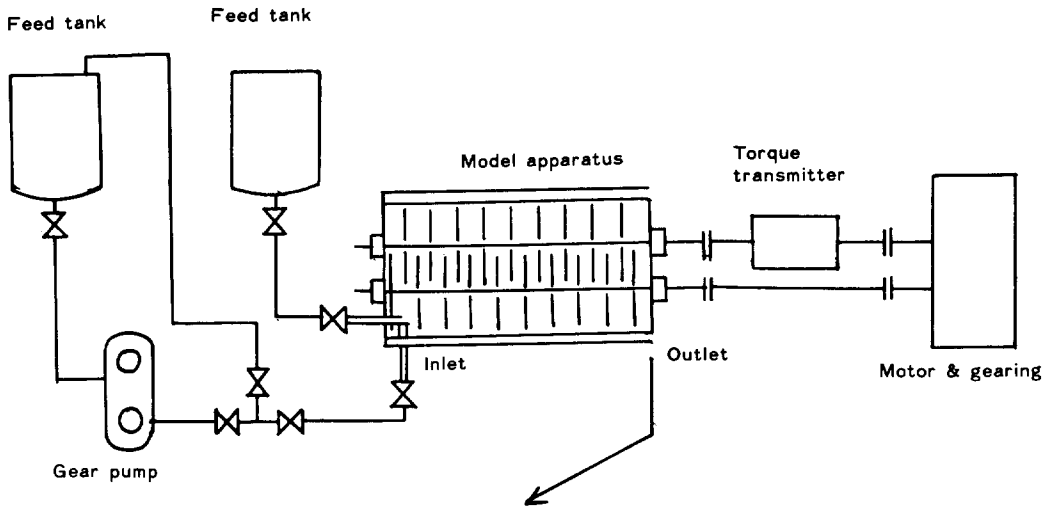 Feed tank
Feed tank
Model apparatus
Torque
transmitter
Inlet
Outlet
Motor & gearing
Gear pump